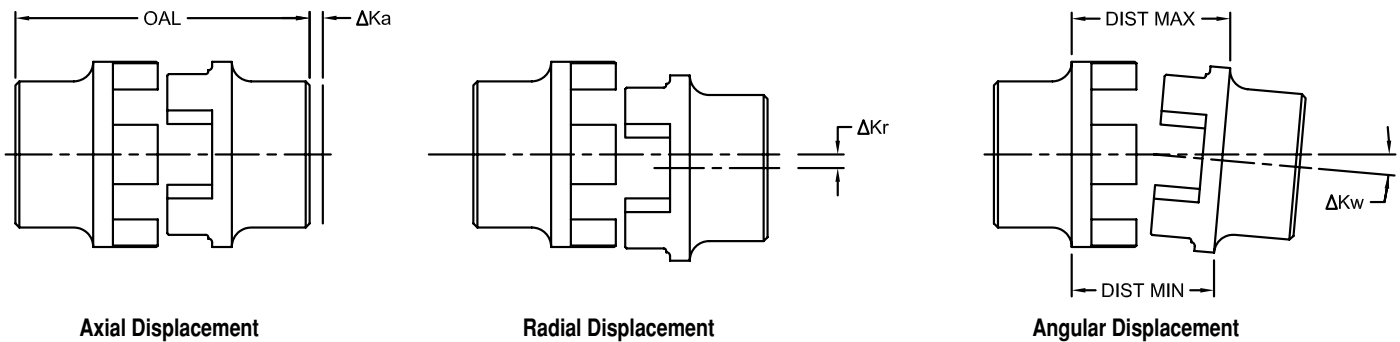 OAL
ΔKa
ΔKr
DIST MAX
ΔKw
DIST MIN
Axial Displacement
Radial Displacement
Angular Displacement